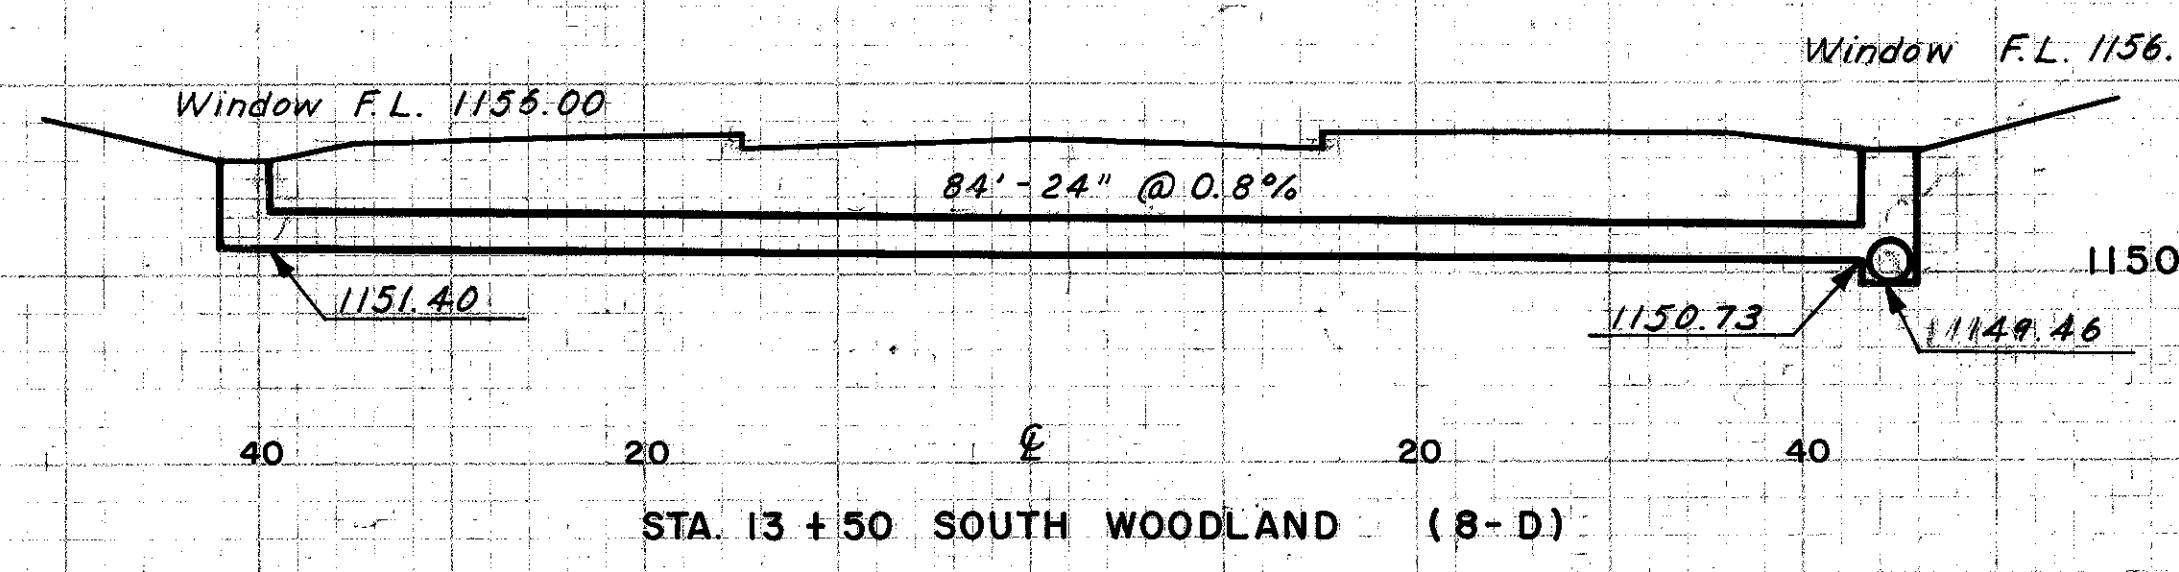 Window F.L. 1156.
Window F.L. 1156.00
84' - 24" @ 0.8%
1150
1151.40
1150.73
1149.46
40 20 ℄ 20 40
STA. 13 + 50 SOUTH WOODLAND (8-D)